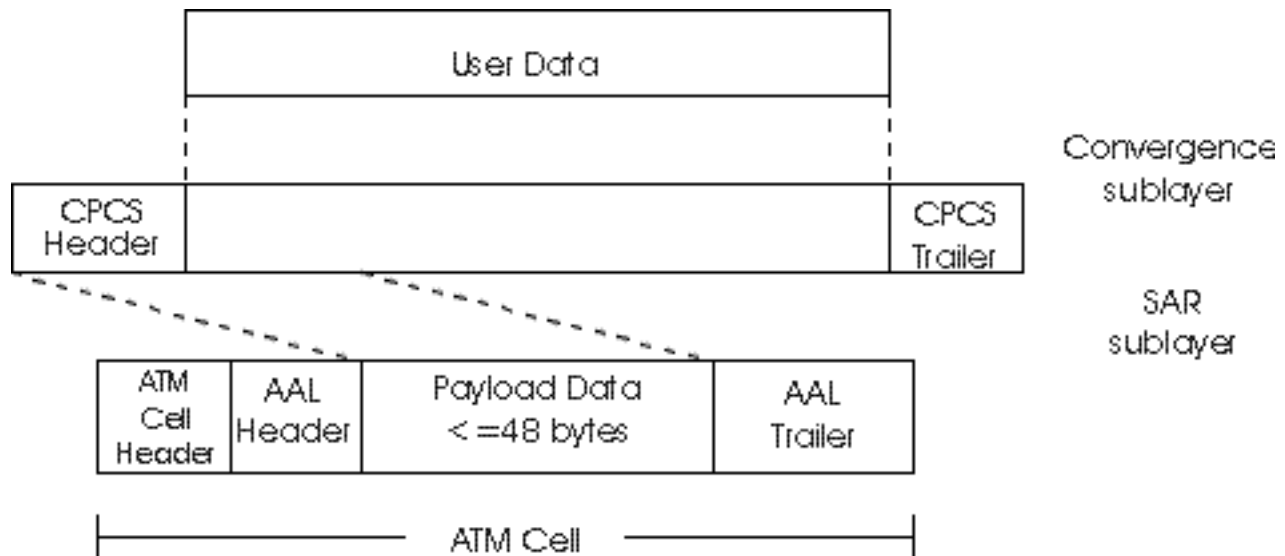 User Data
Convergence
sublayer
CPCS
Header
CPCS
Trailer
SAR
sublayer
ATM
Cell
Header
AAL
Header
Payload Data
< =48 bytes
AAL
Trailer
ATM Cell